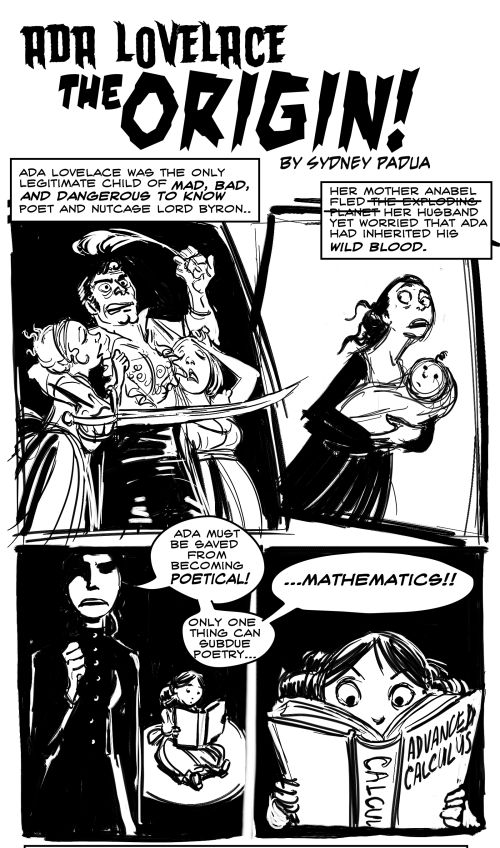 ADA LOVELACE
THE ORIGIN!
BY SYDNEY PADUA
ADA LOVELACE WAS THE ONLY
LEGITIMATE CHILD OF MAD, BAD,
AND DANGEROUS TO KNOW
POET AND NUTCASE LORD BYRON..
HER MOTHER ANABEL
FLED THE EXPLODING
PLANET HER HUSBAND
YET WORRIED THAT ADA
HAD INHERITED HIS
WILD BLOOD.
ADA MUST
BE SAVED
FROM
BECOMING
POETICAL!
ONLY ONE
THING CAN
SUBDUE
POETRY...
...MATHEMATICS!!
CALCUL
ADVANCED
CALCULUS